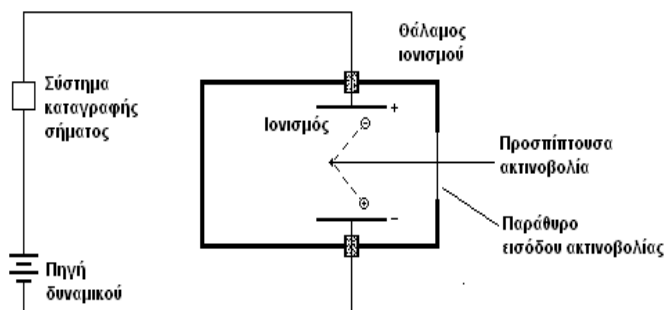 Θάλαμος
ιονισμού
Σύστημα
καταγραφής
σήματος
Ιονισμός
+
⊖
Προσπίπτουσα
ακτινοβολία
⊕
−
Παράθυρο
εισόδου ακτινοβολίας
Πηγή
δυναμικού